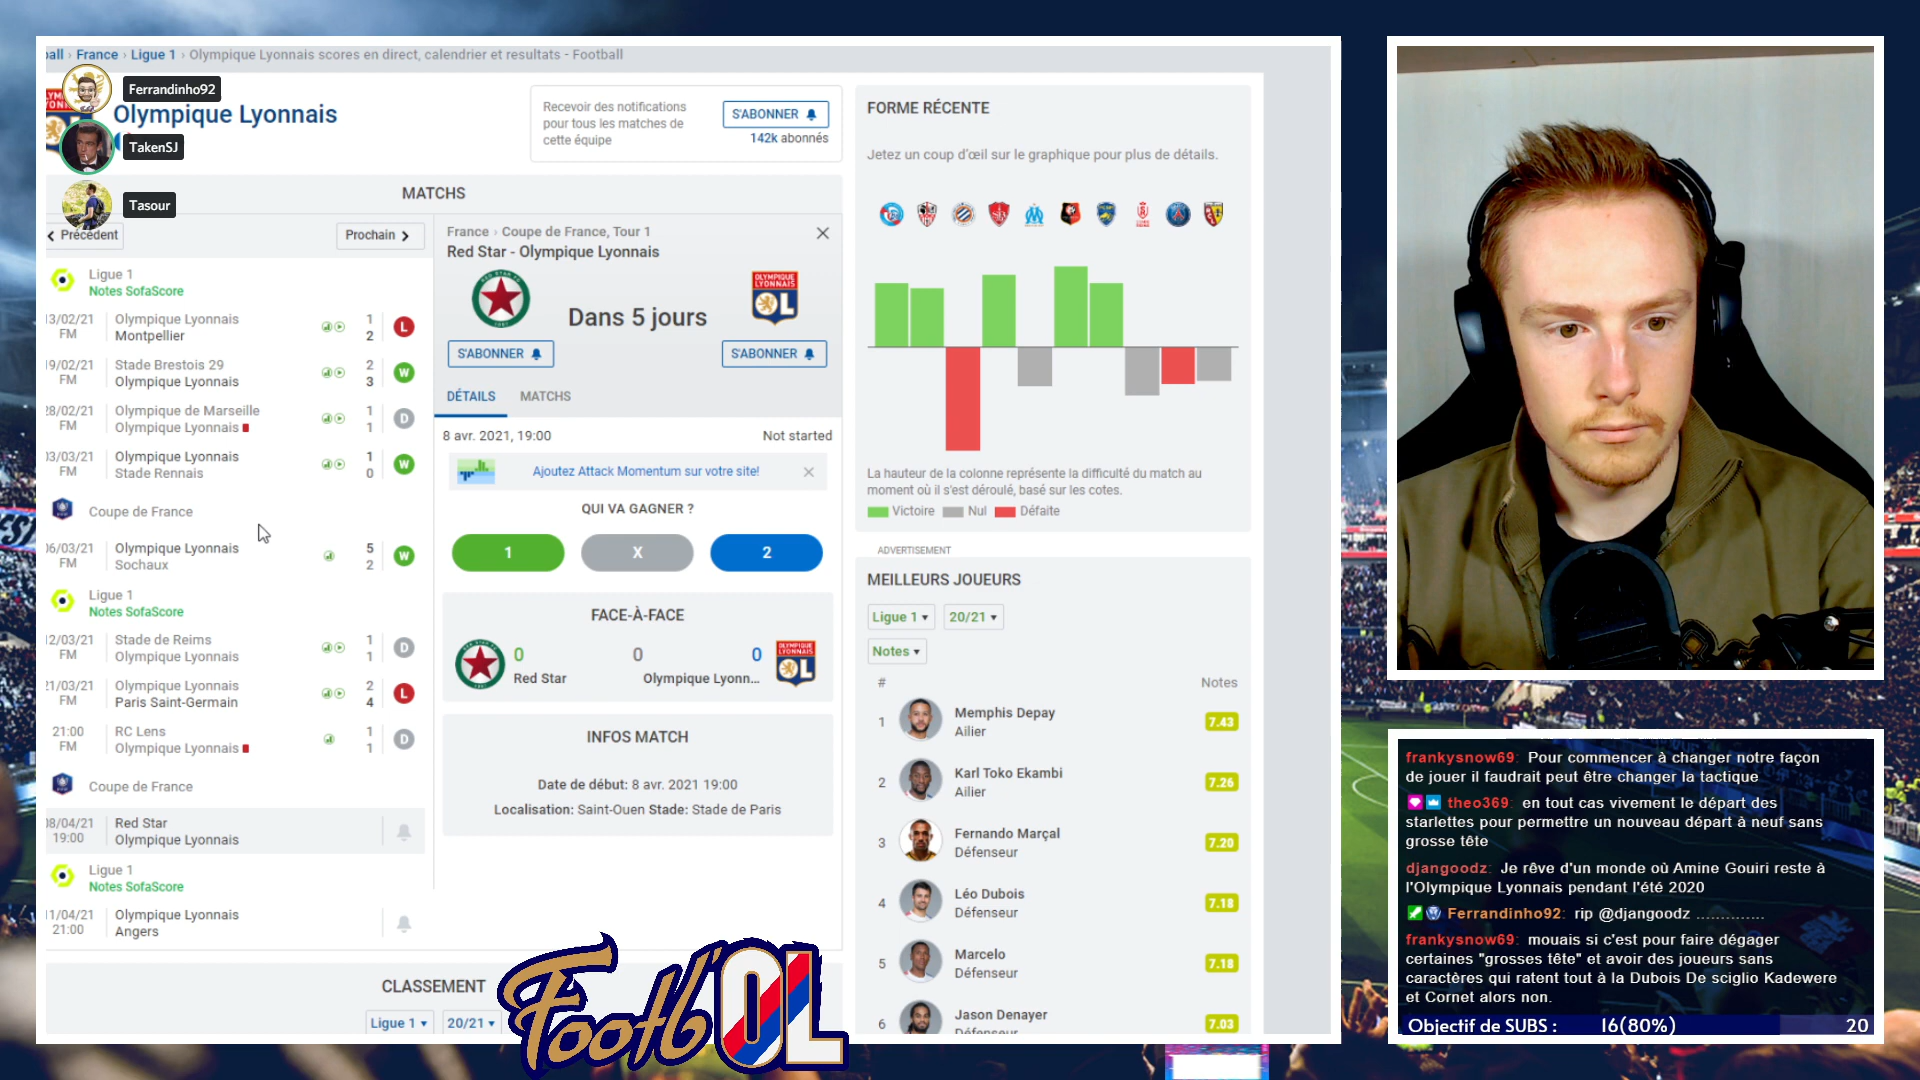 France › Ligue 1 › Olympique Lyonnais scores en direct, calendrier et resultats - Football
Ferrandinho92
Olympique Lyonnais
TakenSJ
Tasour
Recevoir des notifications
pour tous les matches de
cette équipe
S'ABONNER
142k abonnés
MATCHS
Précédent
Prochain
Ligue 1
Notes SofaScore
13/02/21
FM
Olympique Lyonnais
Montpellier
1
2
L
19/02/21
FM
Stade Brestois 29
Olympique Lyonnais
2
3
W
28/02/21
FM
Olympique de Marseille
Olympique Lyonnais
1
1
D
03/03/21
FM
Olympique Lyonnais
Stade Rennais
1
0
W
Coupe de France
06/03/21
FM
Olympique Lyonnais
Sochaux
5
2
W
Ligue 1
Notes SofaScore
12/03/21
FM
Stade de Reims
Olympique Lyonnais
1
1
D
21/03/21
FM
Olympique Lyonnais
Paris Saint-Germain
2
4
L
21:00
FM
RC Lens
Olympique Lyonnais
1
1
D
Coupe de France
08/04/21
19:00
Red Star
Olympique Lyonnais
Ligue 1
Notes SofaScore
11/04/21
21:00
Olympique Lyonnais
Angers
France › Coupe de France, Tour 1
Red Star - Olympique Lyonnais
OLYMPIQUE
LYONNAIS
OL
Dans 5 jours
S'ABONNER
S'ABONNER
DÉTAILS
MATCHS
8 avr. 2021, 19:00
Not started
Ajoutez Attack Momentum sur votre site!
QUI VA GAGNER ?
1
X
2
FACE-À-FACE
0
Red Star
0
0
Olympique Lyonn...
INFOS MATCH
Date de début: 8 avr. 2021 19:00
Localisation: Saint-Ouen Stade: Stade de Paris
CLASSEMENT
Ligue 1
20/21
Footb'OL
FORME RÉCENTE
Jetez un coup d'œil sur le graphique pour plus de détails.
La hauteur de la colonne représente la difficulté du match au
moment où il s'est déroulé, basé sur les cotes.
Victoire
Nul
Défaite
ADVERTISEMENT
MEILLEURS JOUEURS
Ligue 1
20/21
Notes
#
Notes
1
Memphis Depay
Ailier
7.43
2
Karl Toko Ekambi
Ailier
7.26
3
Fernando Marçal
Défenseur
7.20
4
Léo Dubois
Défenseur
7.18
5
Marcelo
Défenseur
7.18
6
Jason Denayer
Défenseur
7.03
frankysnow69: Pour commencer à changer notre façon
de jouer il faudrait peut être changer la tactique
theo369: en tout cas vivement le départ des
starlettes pour permettre un nouveau départ à neuf sans
grosse tête
djangoodz: Je rêve d'un monde où Amine Gouiri reste à
l'Olympique Lyonnais pendant l'été 2020
Ferrandinho92: rip @djangoodz ..............
frankysnow69: mouais si c'est pour faire dégager
certaines "grosses tête" et avoir des joueurs sans
caractères qui ratent tout à la Dubois De sciglio Kadewere
et Cornet alors non.
Objectif de SUBS :
16(80%)
20